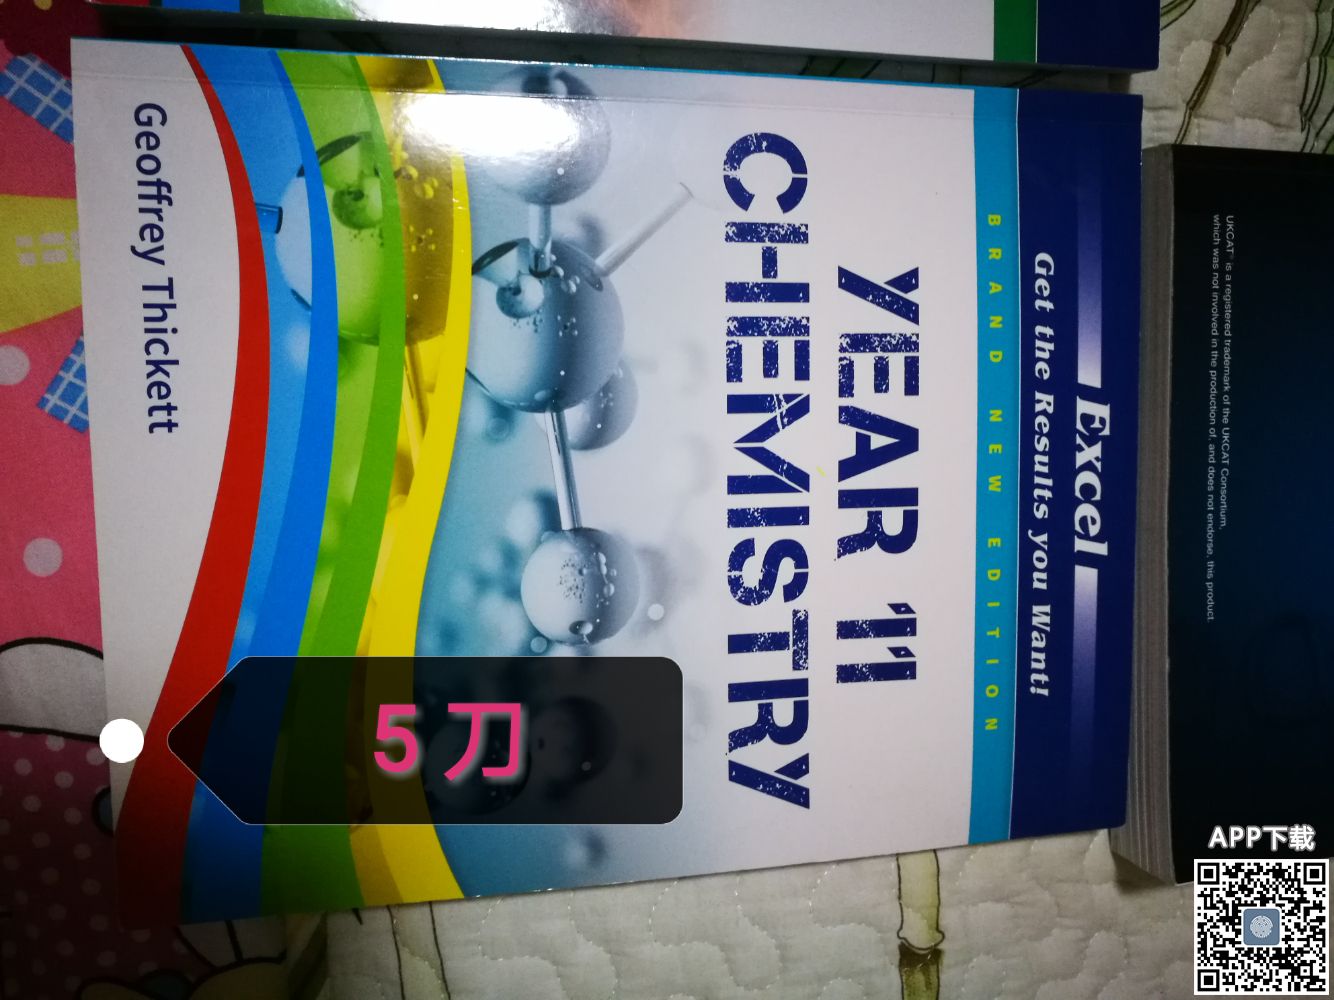 Excel
Get the Results you Want!
BRAND NEW EDITION
YEAR 11
CHEMISTRY
Geoffrey Thickett
5 刀
UKCAT® is a registered trademark of the UKCAT Consortium,
which was not involved in the production of, and does not endorse, this product.
APP下载